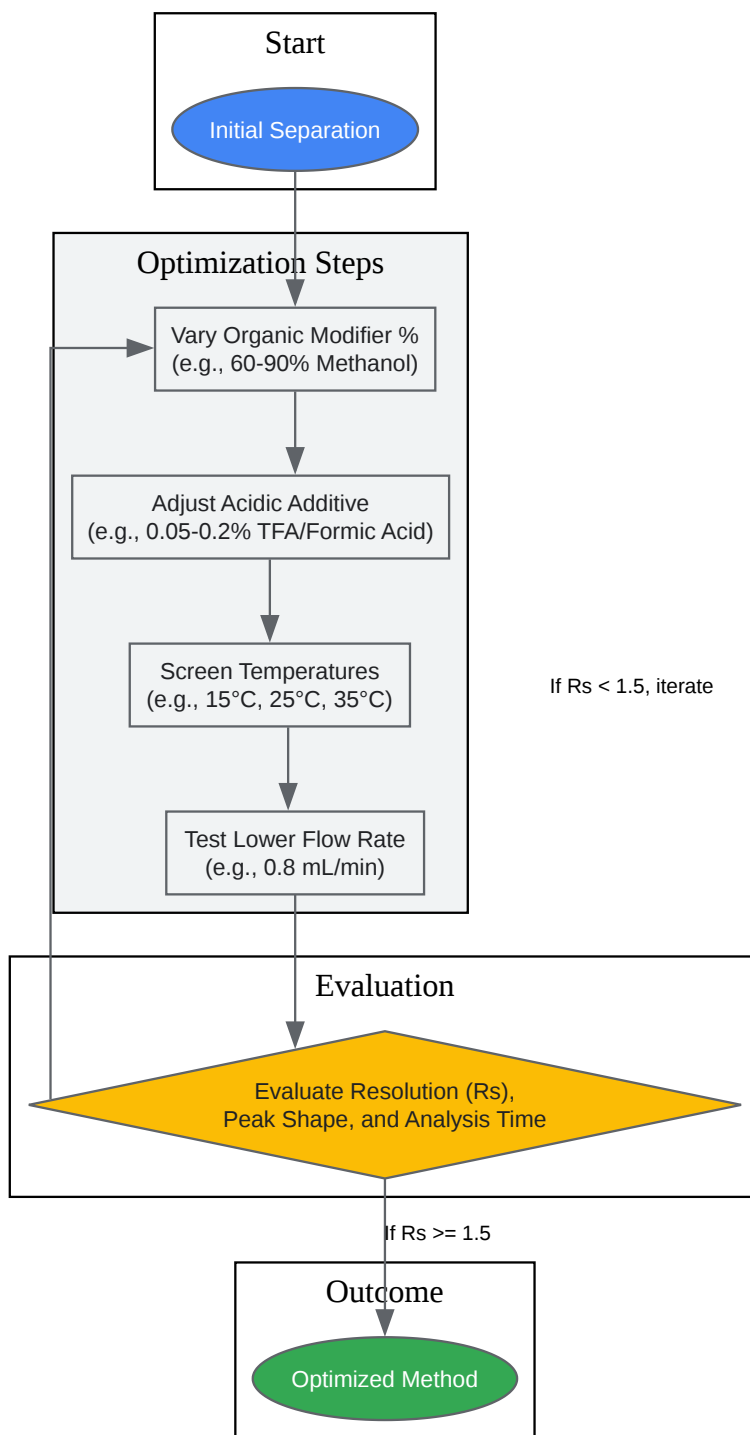 Start
Initial Separation
Optimization Steps
Vary Organic Modifier %
(e.g., 60-90% Methanol)
Adjust Acidic Additive
(e.g., 0.05-0.2% TFA/Formic Acid)
Screen Temperatures
(e.g., 15°C, 25°C, 35°C)
If Rs < 1.5, iterate
Test Lower Flow Rate
(e.g., 0.8 mL/min)
Evaluation
Evaluate Resolution (Rs),
Peak Shape, and Analysis Time
If Rs >= 1.5
Outcome
Optimized Method